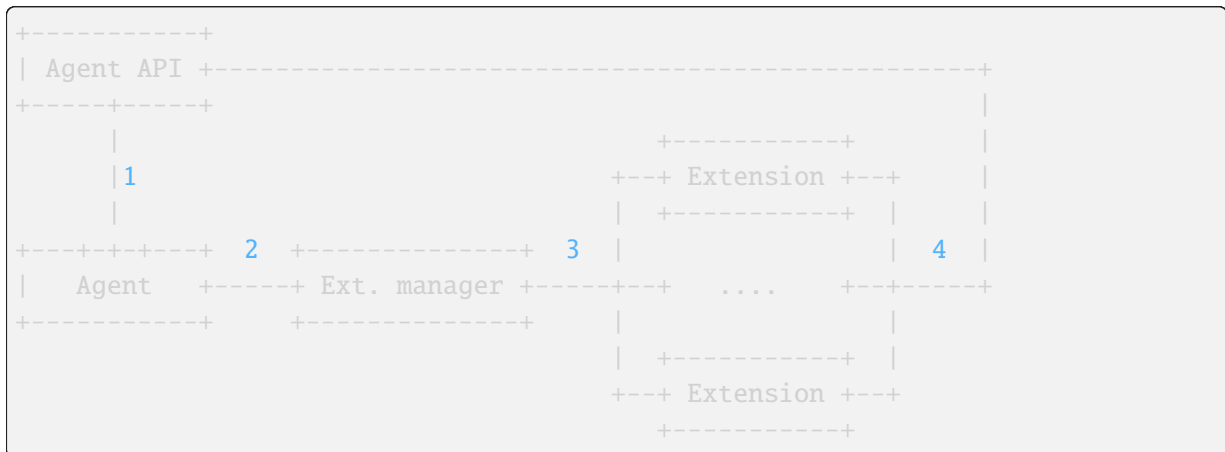 +-----------+
| Agent API +---------------------------------------------------+
+------+-----+                                                   |
      |                                    +------------+        |
      |1                                +--+ Extension +--+      |
      |                                 |  +------------+  |     |
+---+-+-+---+  2  +--------------+  3  |                 |  4  |
|   Agent   +-----+ Ext. manager +-----+--+   ....    +--+-----+
+-----------+     +--------------+     |                 |
                                       |  +-----------+  |
                                       +--+ Extension +--+
                                          +-----------+